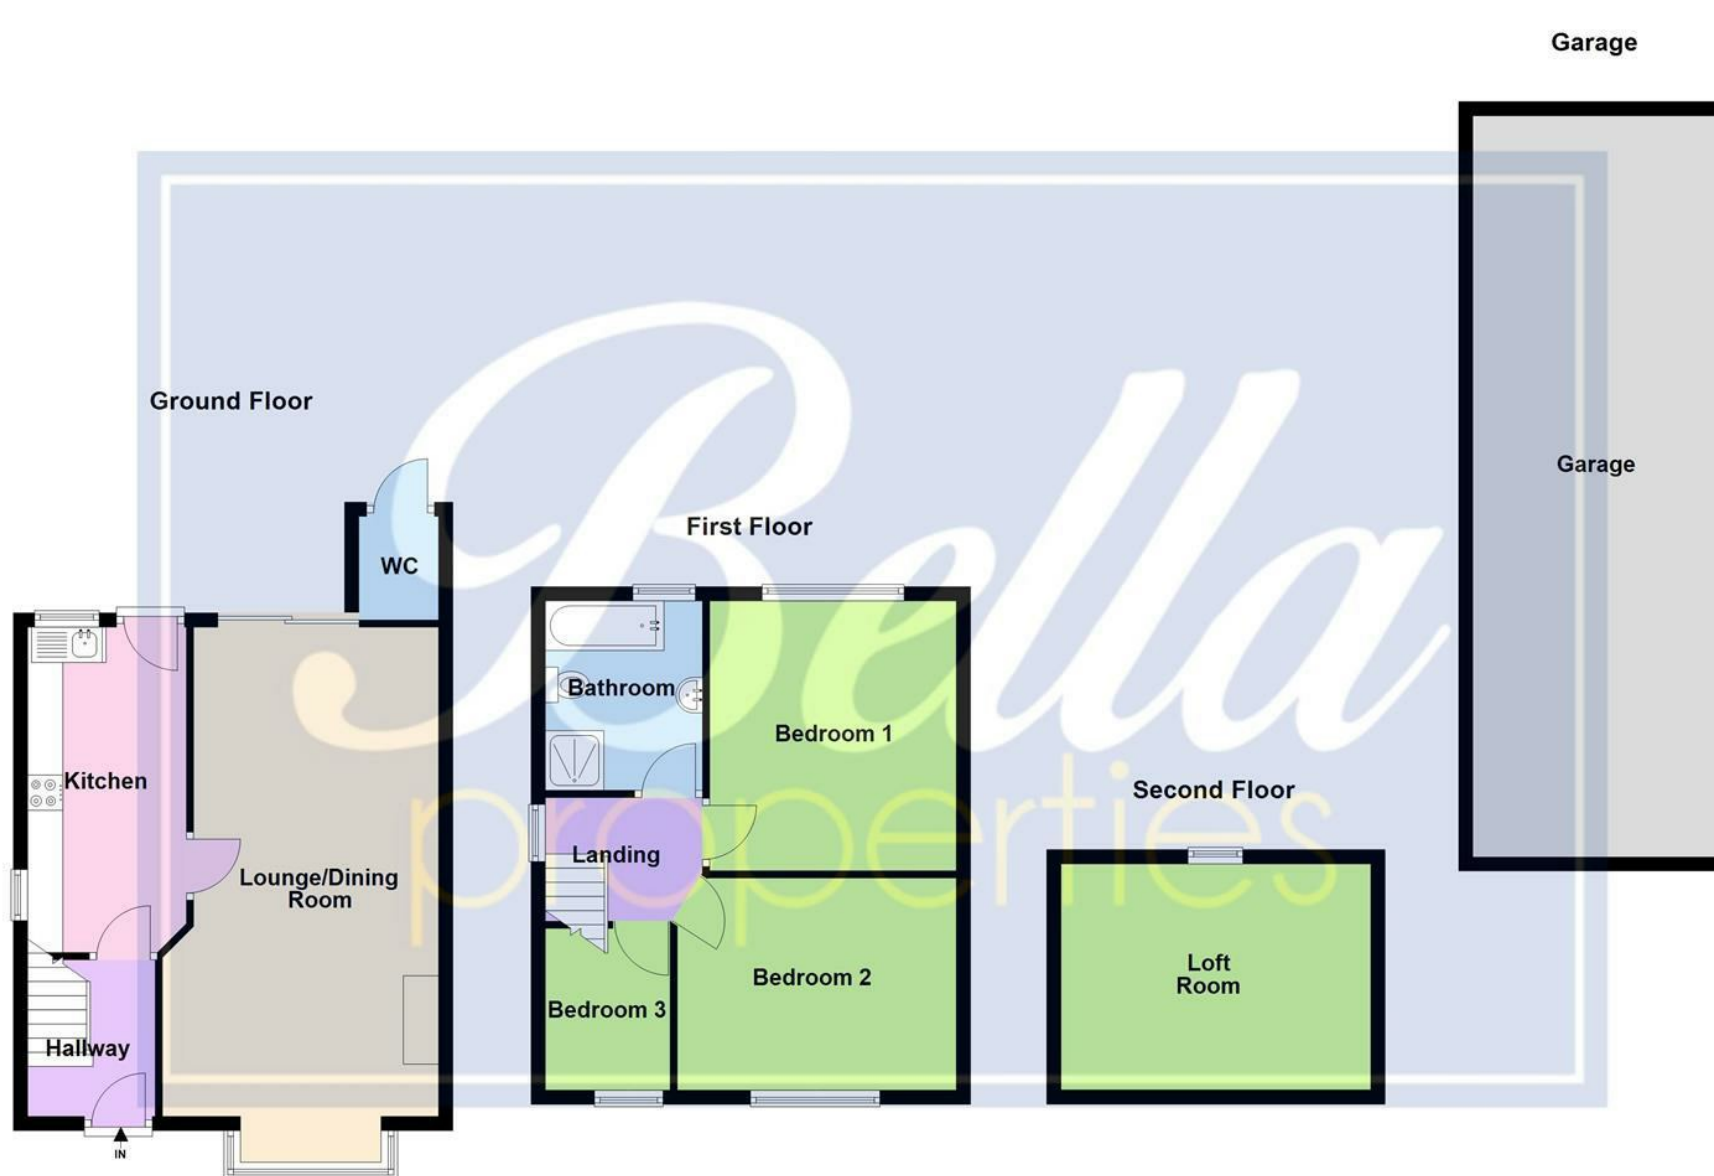 Garage
Garage
Ground Floor
WC
Kitchen
Lounge/Dining
Room
Hallway
IN
First Floor
Bathroom
Bedroom 1
Landing
Bedroom 2
Bedroom 3
Second Floor
Loft
Room
Bella
properties